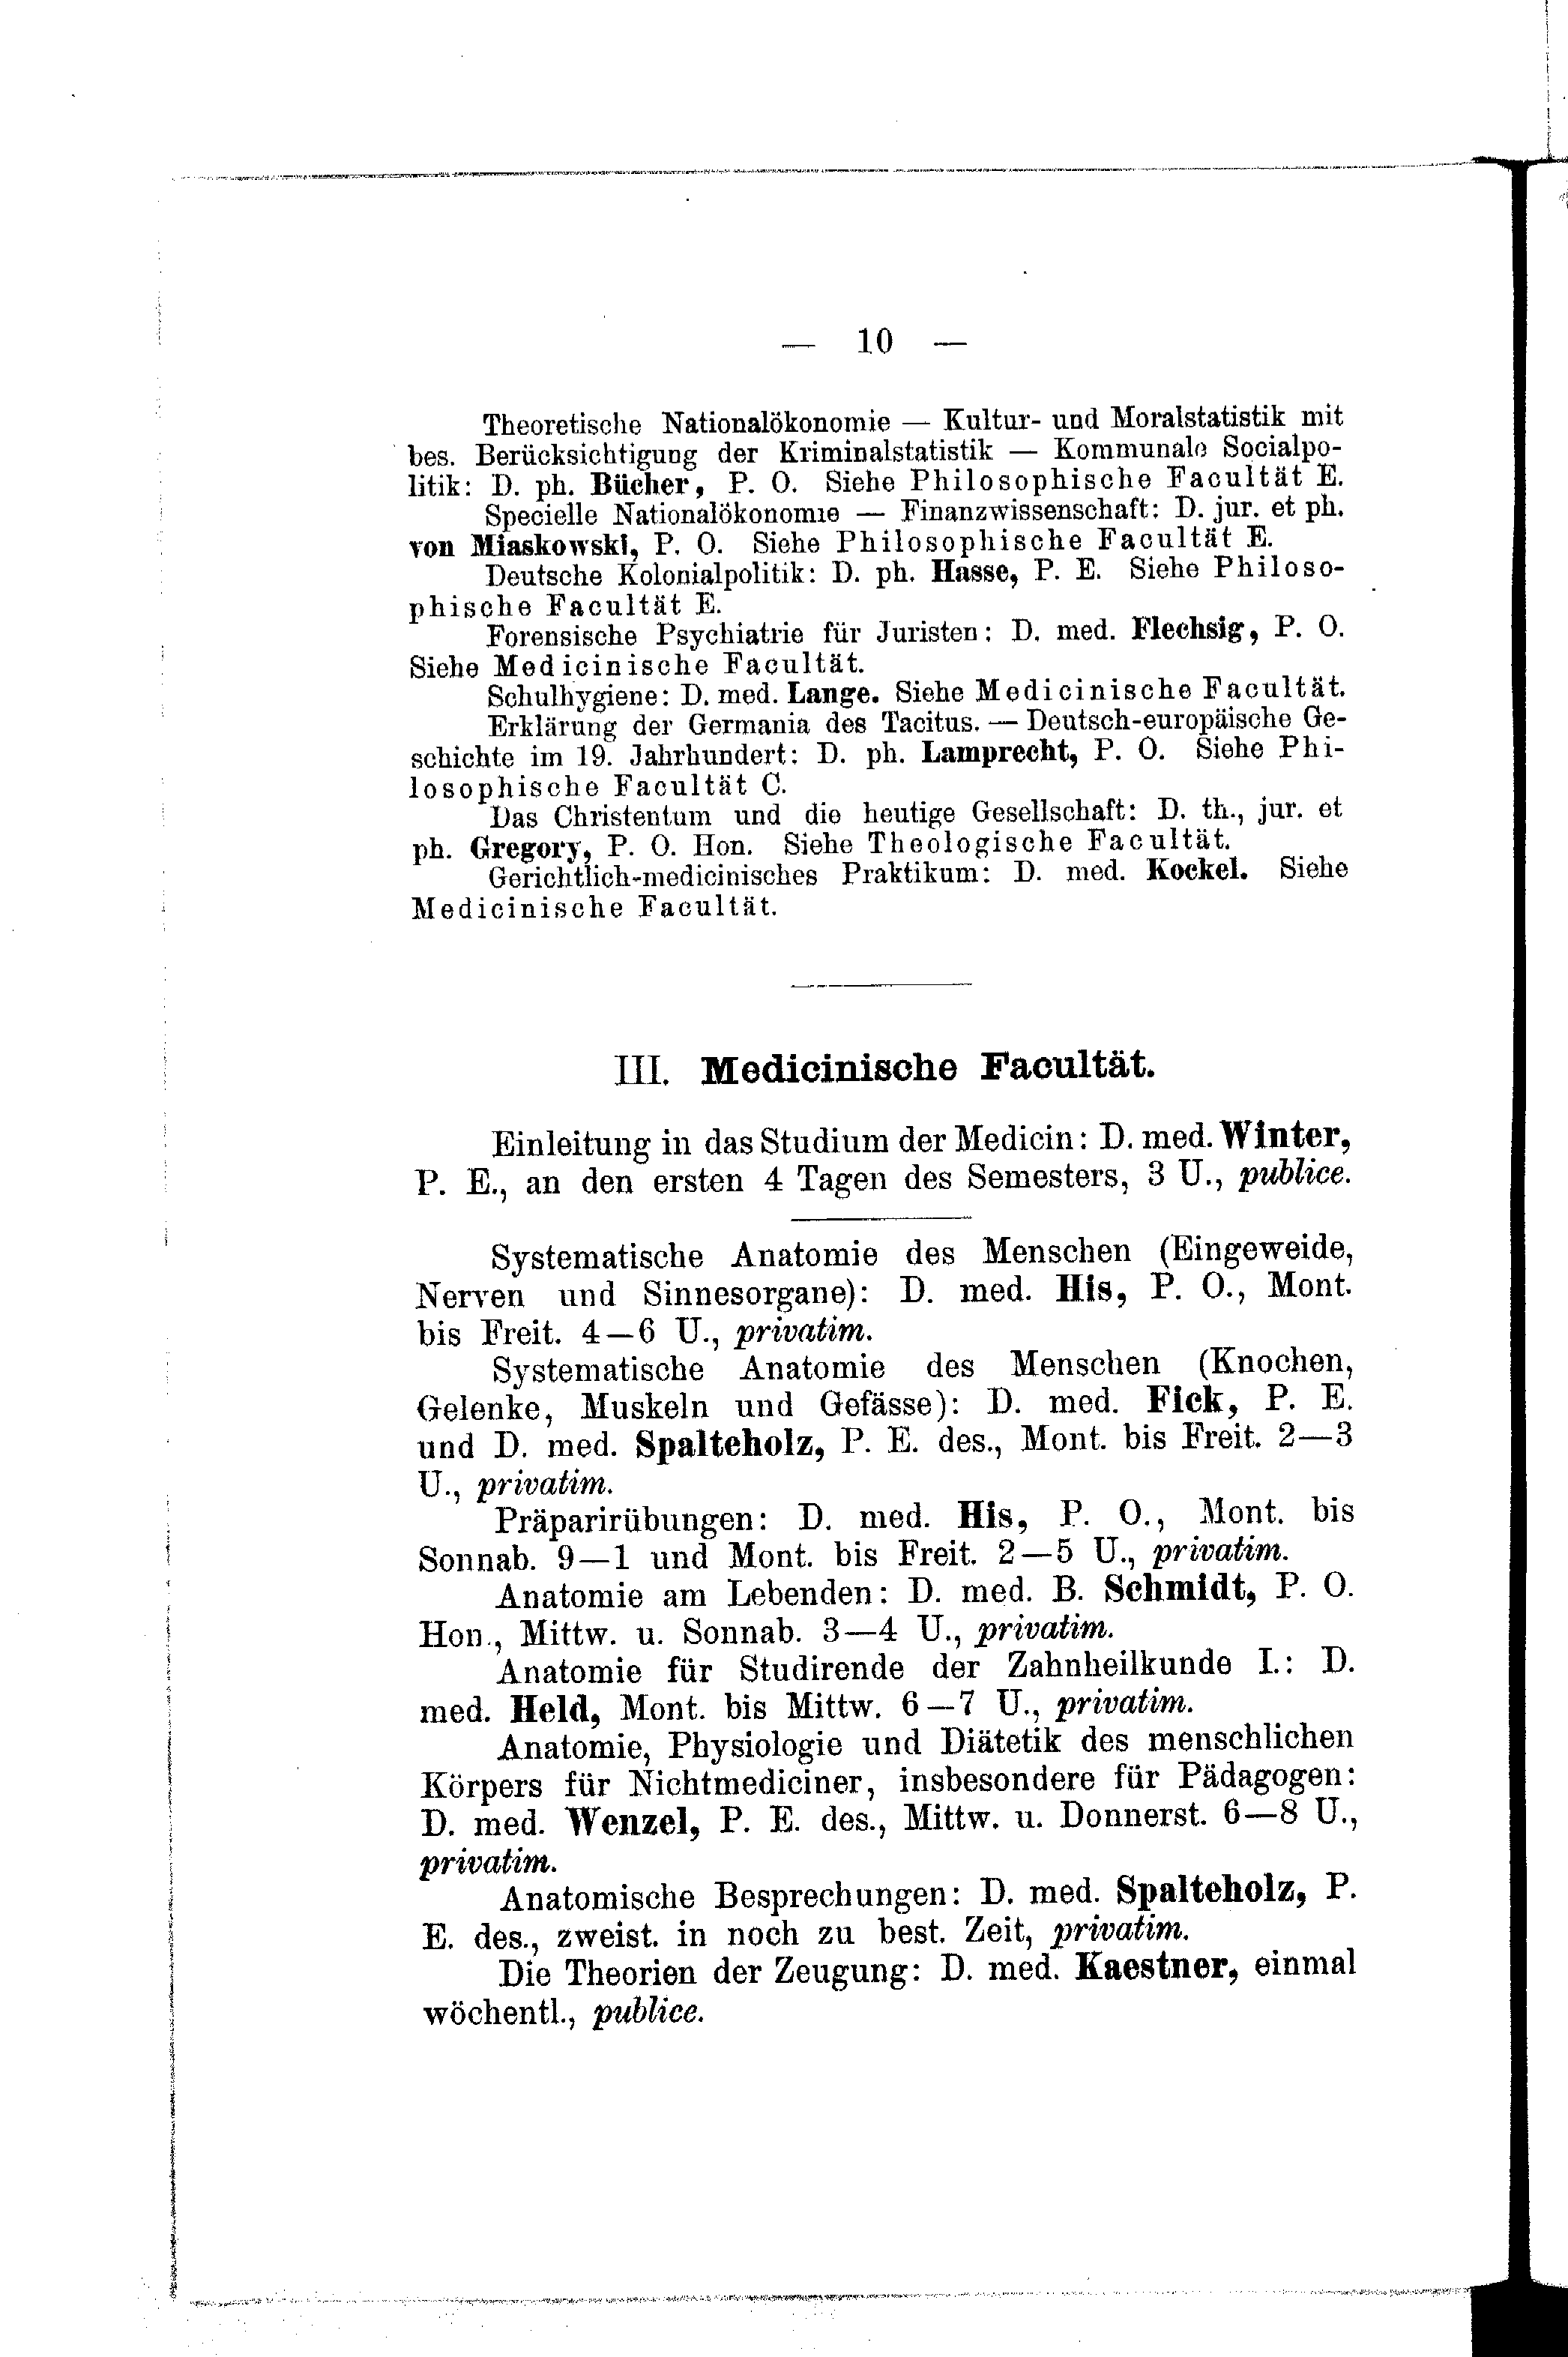 — 10 —
Theoretische Nationalökonomie — Kultur- und Moralstatistik mit
bes. Berücksichtigung der Kriminalstatistik — Kommunale Socialpo-
litik: D. ph. Bücher, P. O. Siehe Philosophische Facultät E.
Specielle Nationalökonomie — Finanzwissenschaft: D. jur. et ph.
von Miaskowski, P. O. Siehe Philosophische Facultät E.
Deutsche Kolonialpolitik: D. ph. Hasse, P. E. Siehe Philoso-
phische Facultät E.
Forensische Psychiatrie für Juristen: D. med. Flechsig, P. O.
Siehe Medicinische Facultät.
Schulhygiene: D. med. Lange. Siehe Medicinische Facultät.
Erklärung der Germania des Tacitus. — Deutsch-europäische Ge-
schichte im 19. Jahrhundert: D. ph. Lamprecht, P. O. Siehe Phi-
losophische Facultät C.
Das Christentum und die heutige Gesellschaft: D. th., jur. et
ph. Gregory, P. O. Hon. Siehe Theologische Facultät.
Gerichtlich-medicinisches Praktikum: D. med. Kockel. Siehe
Medicinische Facultät.
III. Medicinische Facultät.
Einleitung in das Studium der Medicin: D. med. Winter,
P. E., an den ersten 4 Tagen des Semesters, 3 U., publice.
Systematische Anatomie des Menschen (Eingeweide,
Nerven und Sinnesorgane): D. med. His, P. O., Mont.
bis Freit. 4—6 U., privatim.
Systematische Anatomie des Menschen (Knochen,
Gelenke, Muskeln und Gefässe): D. med. Fick, P. E.
und D. med. Spalteholz, P. E. des., Mont. bis Freit. 2—3
U., privatim.
Präparirübungen: D. med. His, P. O., Mont. bis
Sonnab. 9—1 und Mont. bis Freit. 2—5 U., privatim.
Anatomie am Lebenden: D. med. B. Schmidt, P. O.
Hon., Mittw. u. Sonnab. 3—4 U., privatim.
Anatomie für Studirende der Zahnheilkunde I.: D.
med. Held, Mont. bis Mittw. 6—7 U., privatim.
Anatomie, Physiologie und Diätetik des menschlichen
Körpers für Nichtmediciner, insbesondere für Pädagogen:
D. med. Wenzel, P. E. des., Mittw. u. Donnerst. 6—8 U.,
privatim.
Anatomische Besprechungen: D. med. Spalteholz, P.
E. des., zweist. in noch zu best. Zeit, privatim.
Die Theorien der Zeugung: D. med. Kaestner, einmal
wöchentl., publice.